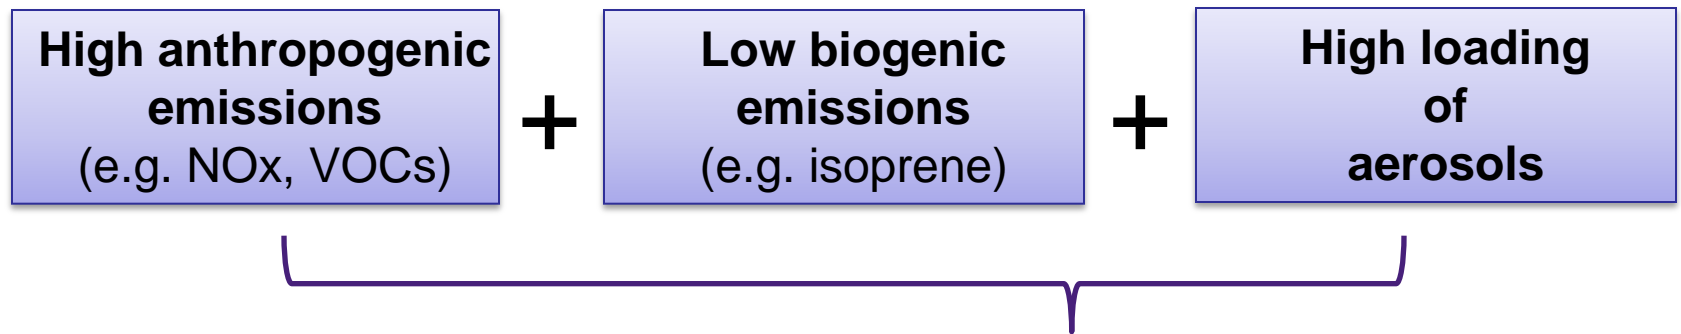 High anthropogenic
emissions
(e.g. NOx, VOCs)
+
Low biogenic
emissions
(e.g. isoprene)
+
High loading
of
aerosols